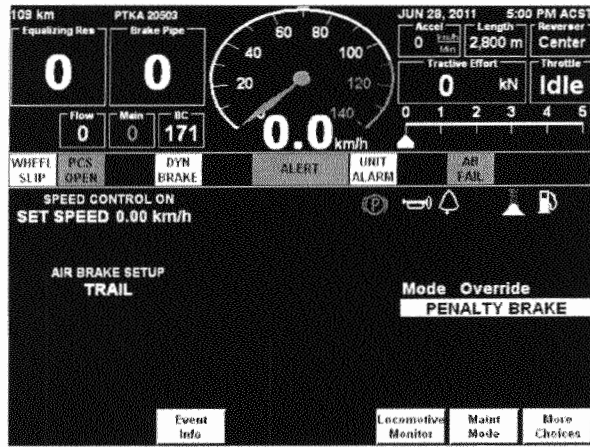 109 km PTKA 20503 JUN 28, 2011 5:00 PM ACST
Equalizing Res Brake Pipe
0 0
Flow Main BC
0 0 171
20 40 60 80 100 120 140
0.0 km/h
Accel Length Reverser
0 km/h Min 2,800 m Center
Tractive Effort Throttle
0 kN Idle
0 1 2 3 4 5
WHEEL SLIP
PCS OPEN
DYN BRAKE
ALERT
UNIT ALARM
AB FAIL
SPEED CONTROL ON
SET SPEED 0.00 km/h
(P)
AIR BRAKE SETUP
TRAIL
Mode Override
PENALTY BRAKE
Event Info
Locomotive Monitor
Maint Mode
More Choices